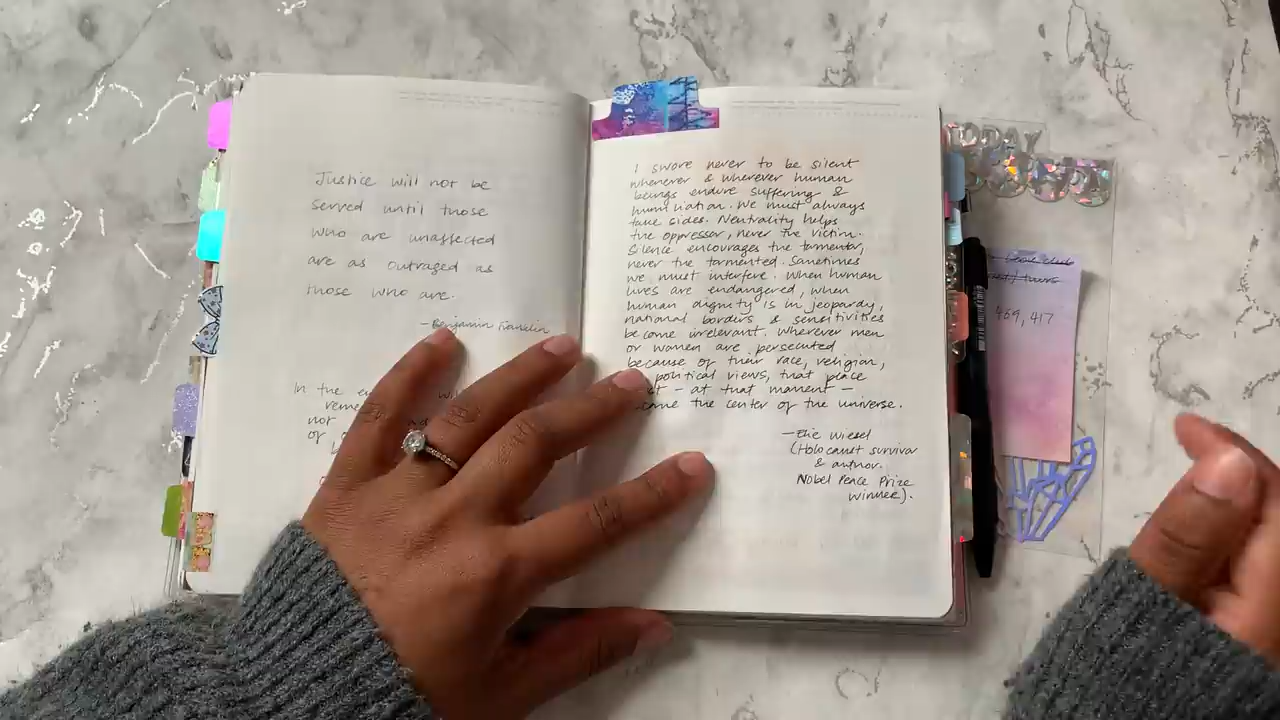 Justice will not be
served until those
who are unaffected
are as outraged as
those who are.
- Benjamin Franklin
In the
not
of
I swore never to be silent
whenever & wherever human
beings endure suffering &
humiliation. We must always
take sides. Neutrality helps
the oppressor, never the victim.
Silence encourages the tormentor,
never the tormented. Sometimes
we must interfere. When human
lives are endangered, when
human dignity is in jeopardy,
national borders & sensitivities
become irrelevant. Wherever men
or women are persecuted
because of their race, religion,
political views, that place
- at that moment -
the center of the universe.
- Elie Wiesel
(Holocaust survivor
& author.
Nobel Peace Prize
winner).
TODAY
469, 417